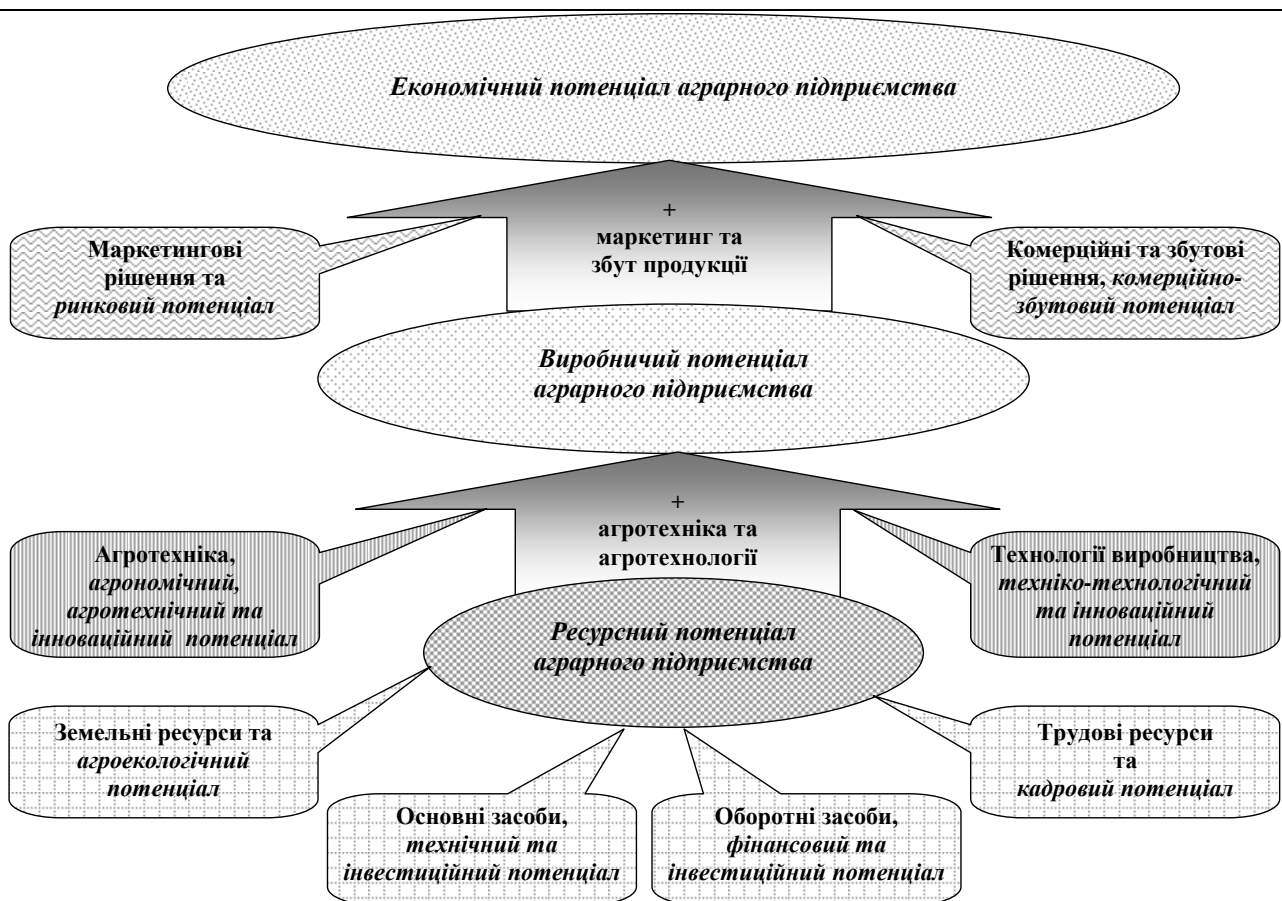 Економічний потенціал аграрного підприємства
+
маркетинг та
збут продукції
Маркетингові
рішення та
ринковий потенціал
Комерційні та збутові
рішення, комерційно-
збутовий потенціал
Виробничий потенціал
аграрного підприємства
+
агротехніка та
агротехнології
Агротехніка,
агрономічний,
агротехнічний та
інноваційний потенціал
Технології виробництва,
техніко-технологічний
та інноваційний
потенціал
Ресурсний потенціал
аграрного підприємства
Земельні ресурси та
агроекологічний
потенціал
Трудові ресурси
та
кадровий потенціал
Основні засоби,
технічний та
інвестиційний потенціал
Оборотні засоби,
фінансовий та
інвестиційний потенціал